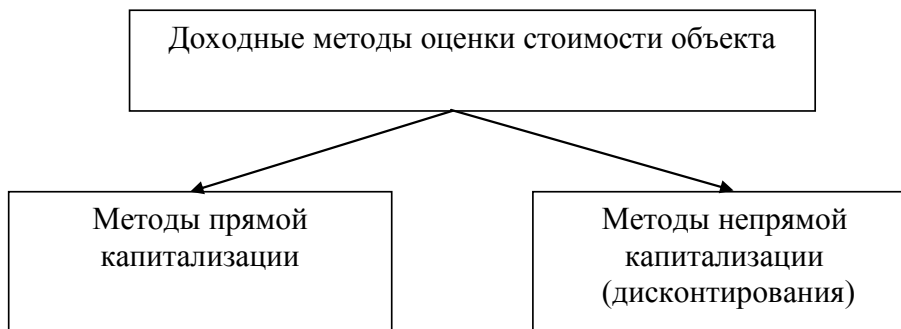 Доходные методы оценки стоимости объекта
Методы прямой
капитализации
Методы непрямой
капитализации
(дисконтирования)